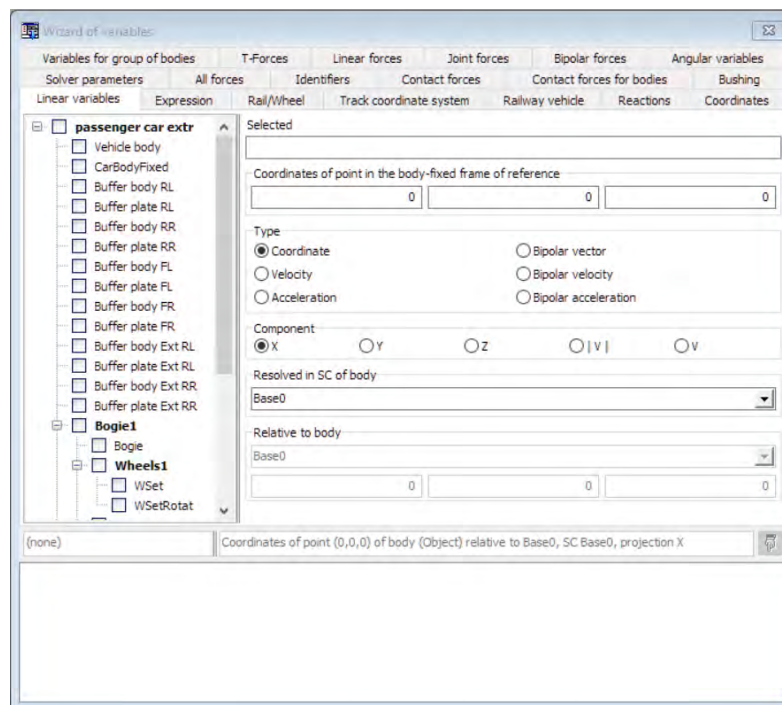 Wizard of variables
Variables for group of bodies T-Forces Linear forces Joint forces Bipolar forces Angular variables
Solver parameters All forces Identifiers Contact forces Contact forces for bodies Bushing
Linear variables Expression Rail/Wheel Track coordinate system Railway vehicle Reactions Coordinates
passenger car extr
Vehicle body
CarBodyFixed
Buffer body RL
Buffer plate RL
Buffer body RR
Buffer plate RR
Buffer body FL
Buffer plate FL
Buffer body FR
Buffer plate FR
Buffer body Ext RL
Buffer plate Ext RL
Buffer body Ext RR
Buffer plate Ext RR
Bogie1
Bogie
Wheels1
WSet
WSetRotat
Selected
Coordinates of point in the body-fixed frame of reference
0 0 0
Type
Coordinate Bipolar vector
Velocity Bipolar velocity
Acceleration Bipolar acceleration
Component
X Y Z | V | V
Resolved in SC of body
Base0
Relative to body
Base0
0 0 0
(none) Coordinates of point (0,0,0) of body (Object) relative to Base0, SC Base0, projection X